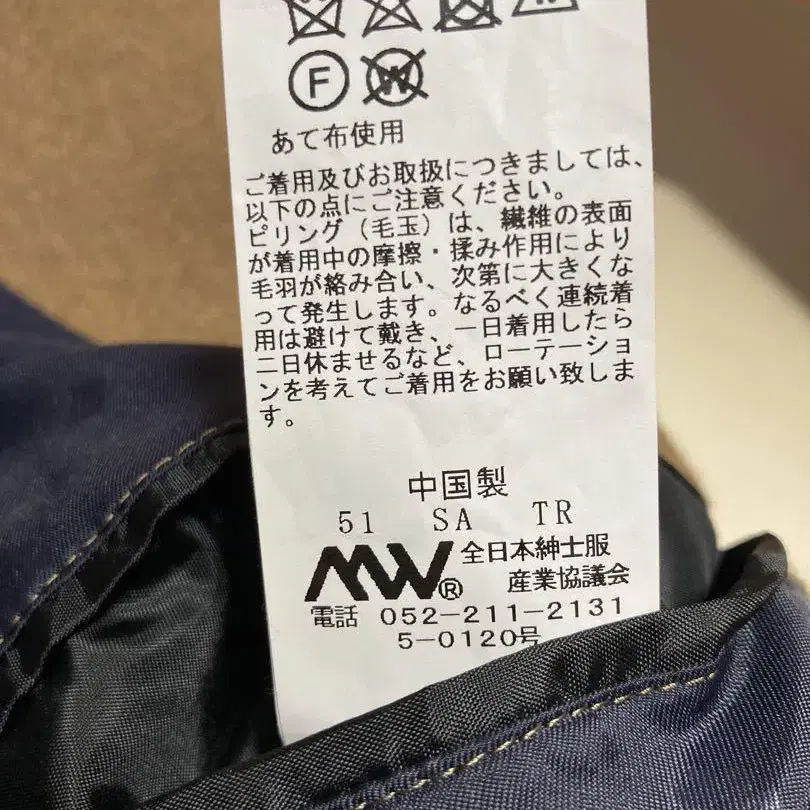 F W
あて布使用
ご着用及びお取扱につきましては、
以下の点にご注意ください。
ピリング（毛玉）は、繊維の表面
が着用中の摩擦・揉み作用により
毛羽が絡み合い、次第に大きくな
って発生します。なるべく連続着
用は避けて戴き、一日着用したら
二日休ませるなど、ローテーショ
ンを考えてご着用をお願い致しま
す。
中国製
51 SA TR
MW® 全日本紳士服
産業協議会
電話 052-211-2131
5-0120号